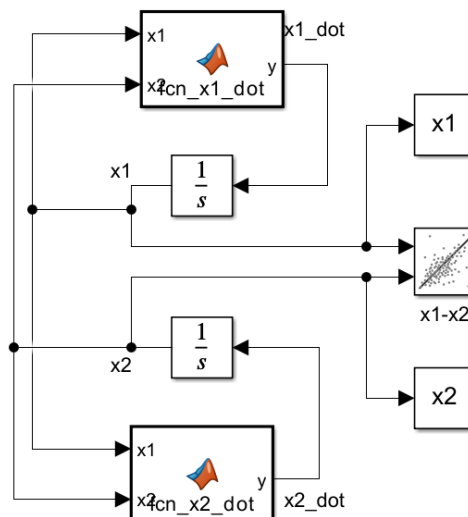 x1_dot
x1
x2
y
fcn_x1_dot
x1
1
s
x1
x1-x2
x2
1
s
x2
x1
x2
y
fcn_x2_dot
x2_dot